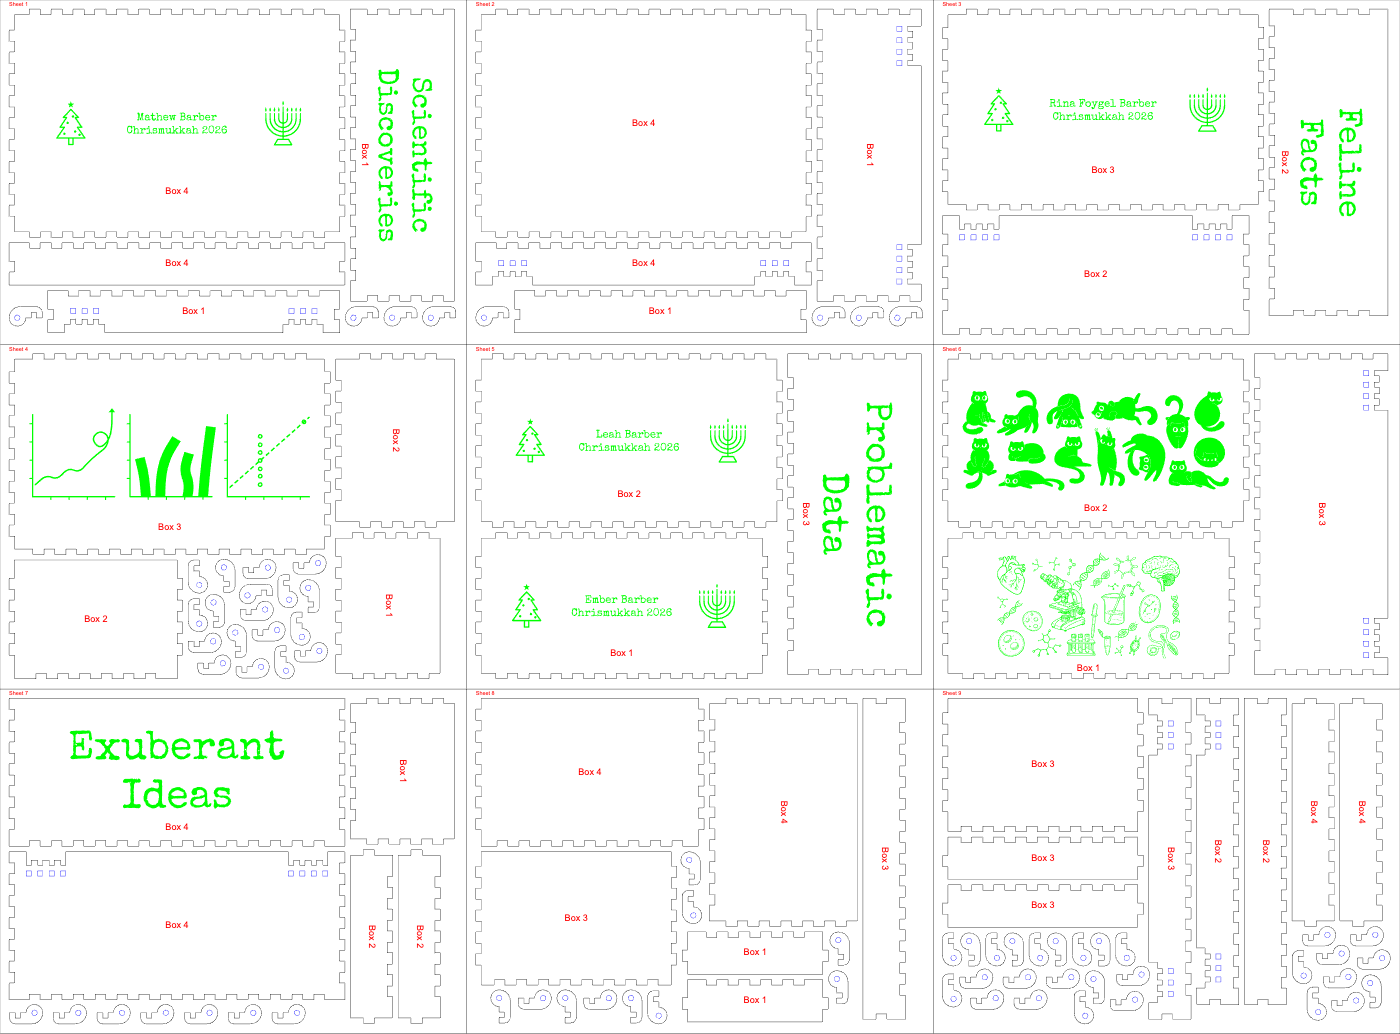 Sheet 1
Mathew Barber
Chrismukkah 2026
Box 4
Scientific
Discoveries
Box 1
Box 4
Box 1
Sheet 2
Box 4
Box 1
Box 4
Box 1
Sheet 3
Rina Foygel Barber
Chrismukkah 2026
Box 3
Feline
Facts
Box 2
Box 2
Sheet 4
Box 3
Box 2
Box 2
Box 1
Sheet 5
Leah Barber
Chrismukkah 2026
Box 2
Problematic
Data
Box 3
Ember Barber
Chrismukkah 2026
Box 1
Sheet 6
Box 2
Box 3
Box 1
Sheet 7
Exuberant
Ideas
Box 4
Box 1
Box 4
Box 2
Box 2
Sheet 8
Box 4
Box 4
Box 3
Box 3
Box 1
Box 1
Sheet 9
Box 3
Box 3
Box 3
Box 3
Box 2
Box 2
Box 4
Box 4